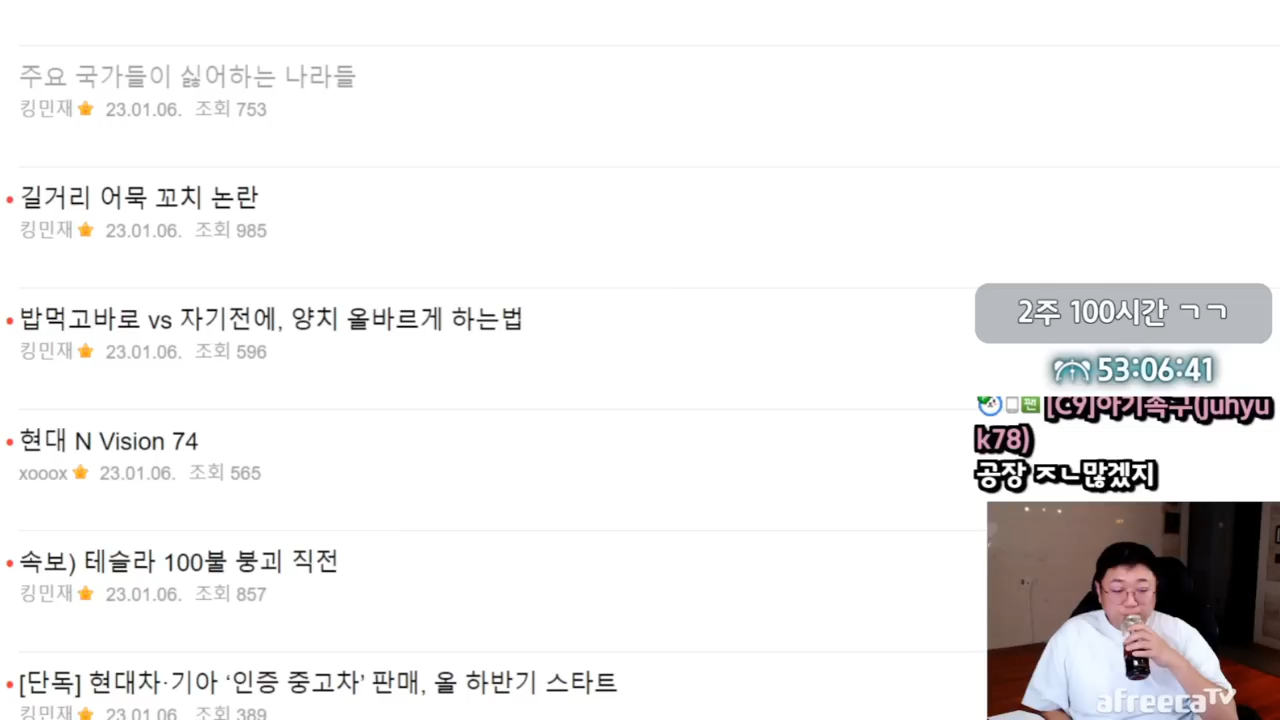 주요 국가들이 싫어하는 나라들
킹민재 23.01.06. 조회 753
길거리 어묵 꼬치 논란
킹민재 23.01.06. 조회 985
밥먹고바로 vs 자기전에, 양치 올바르게 하는법
킹민재 23.01.06. 조회 596
현대 N Vision 74
xooox 23.01.06. 조회 565
속보) 테슬라 100불 붕괴 직전
킹민재 23.01.06. 조회 857
[단독] 현대차·기아 ‘인증 중고차’ 판매, 올 하반기 스타트
킹민재 23.01.06. 조회 389
2주 100시간 ㄱㄱ
53:06:41
팬 [C9]아기족구(juhyu
k78)
공장 ㅈㄴ많겠지
afreecaTV